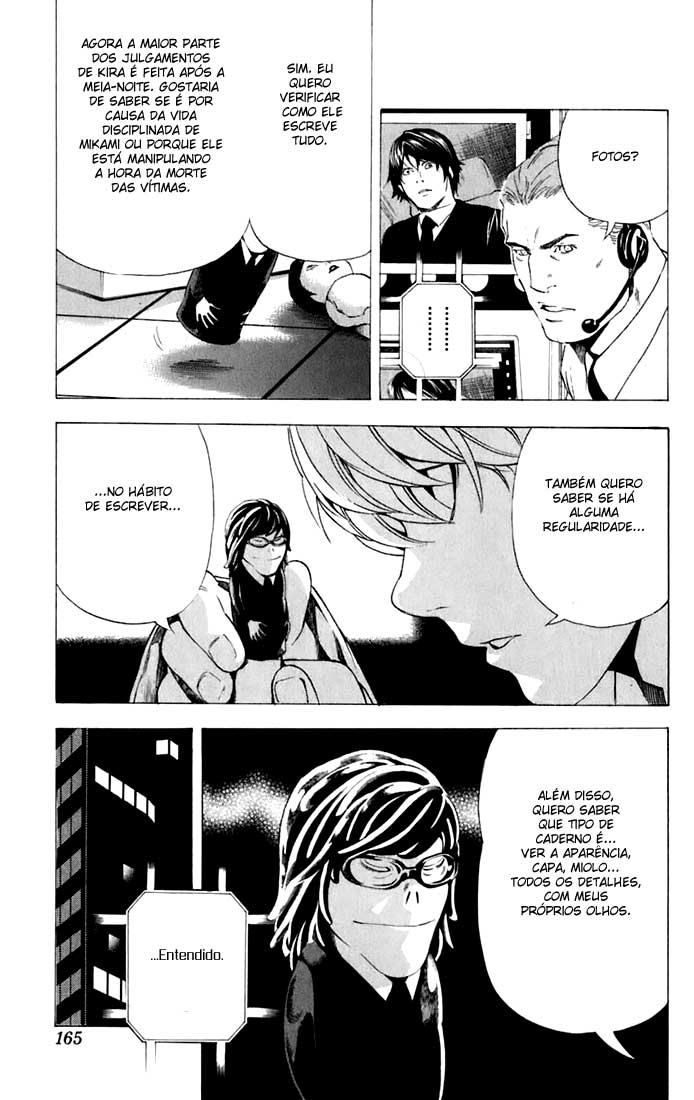 FOTOS?
SIM. EU
QUERO
VERIFICAR
COMO ELE
ESCREVE
TUDO.
AGORA A MAIOR PARTE
DOS JULGAMENTOS
DE KIRA É FEITA APÓS A
MEIA-NOITE. GOSTARIA
DE SABER SE É POR
CAUSA DA VIDA
DISCIPLINADA DE
MIKAMI OU PORQUE ELE
ESTÁ MANIPULANDO
A HORA DA MORTE
DAS VÍTIMAS.
TAMBÉM QUERO
SABER SE HÁ
ALGUMA
REGULARIDADE...
...NO HÁBITO
DE ESCREVER...
ALÉM DISSO,
QUERO SABER
QUE TIPO DE
CADERNO É...
VER A APARÊNCIA,
CAPA, MIOLO...
TODOS OS DETALHES,
COM MEUS
PRÓPRIOS OLHOS.
...Entendido.
165